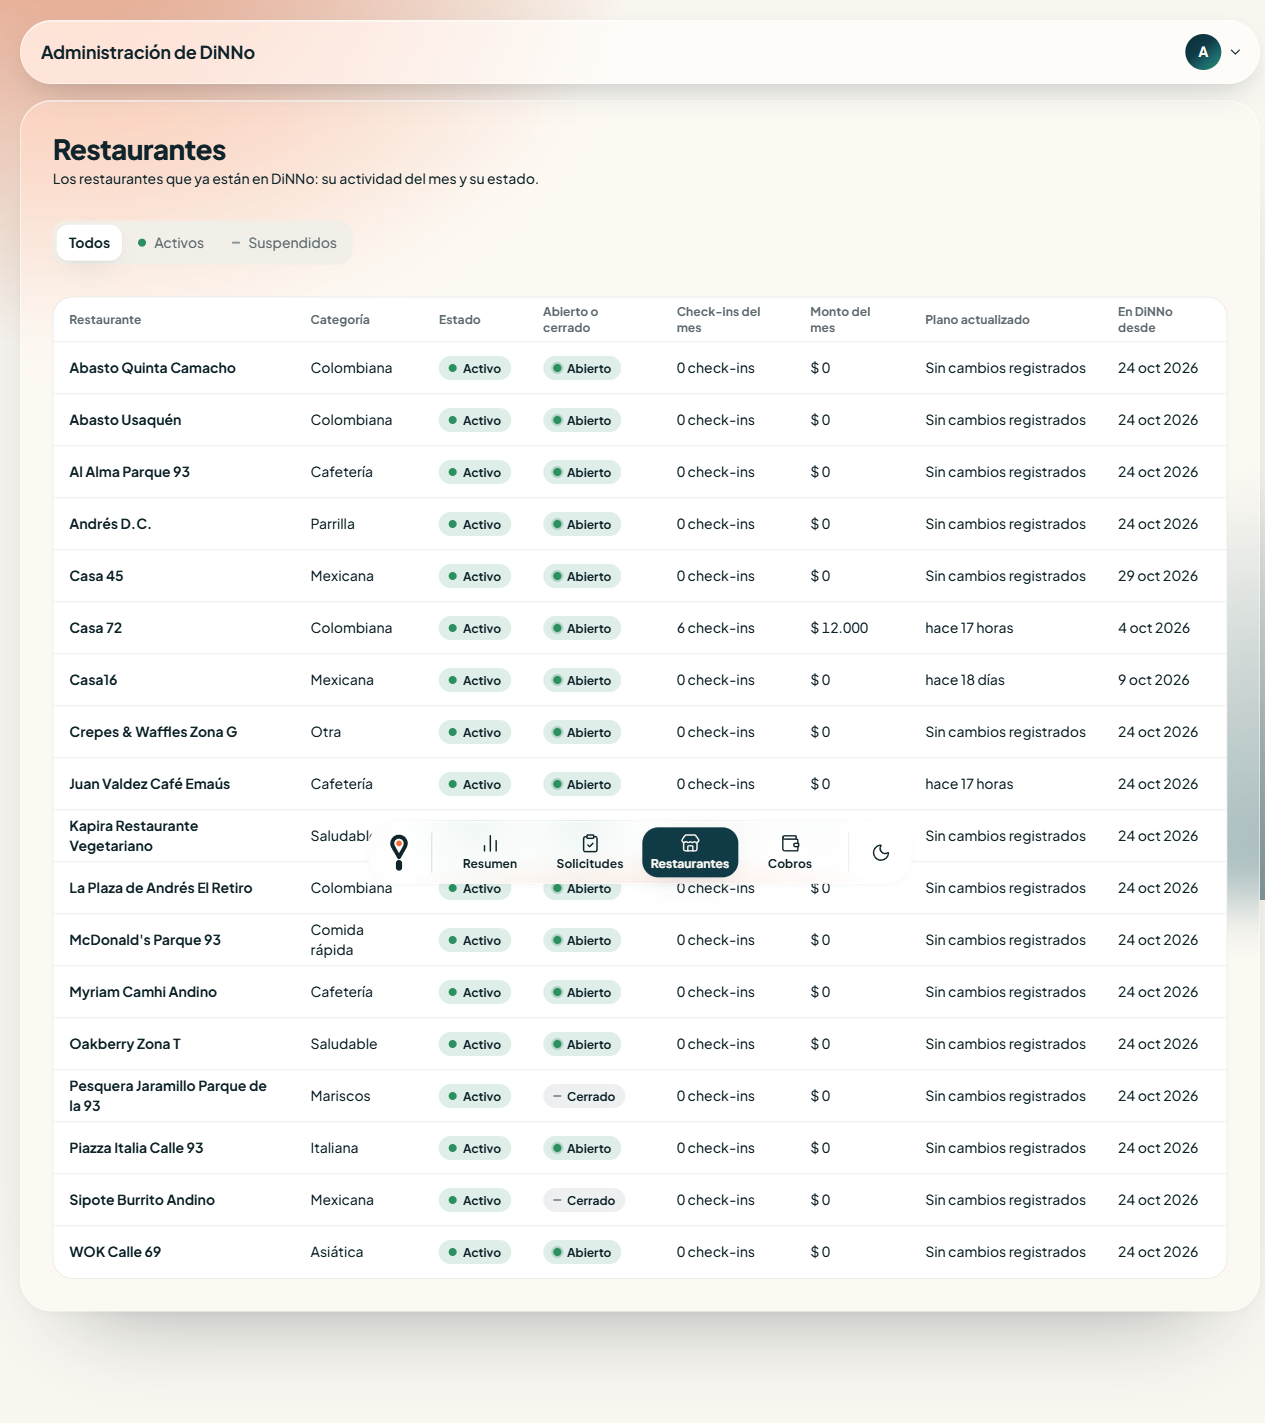 Administración de DiNNo
A
Restaurantes
Los restaurantes que ya están en DiNNo: su actividad del mes y su estado.
Todos Activos Suspendidos
Restaurante Categoría Estado Abierto o cerrado Check-ins del mes Monto del mes Plano actualizado En DiNNo desde
Abasto Quinta Camacho Colombiana Activo Abierto 0 check-ins $ 0 Sin cambios registrados 24 oct 2026
Abasto Usaquén Colombiana Activo Abierto 0 check-ins $ 0 Sin cambios registrados 24 oct 2026
Al Alma Parque 93 Cafetería Activo Abierto 0 check-ins $ 0 Sin cambios registrados 24 oct 2026
Andrés D.C. Parrilla Activo Abierto 0 check-ins $ 0 Sin cambios registrados 24 oct 2026
Casa 45 Mexicana Activo Abierto 0 check-ins $ 0 Sin cambios registrados 29 oct 2026
Casa 72 Colombiana Activo Abierto 6 check-ins $ 12.000 hace 17 horas 4 oct 2026
Casa16 Mexicana Activo Abierto 0 check-ins $ 0 hace 18 días 9 oct 2026
Crepes & Waffles Zona G Otra Activo Abierto 0 check-ins $ 0 Sin cambios registrados 24 oct 2026
Juan Valdez Café Emaús Cafetería Activo Abierto 0 check-ins $ 0 hace 17 horas 24 oct 2026
Kapira Restaurante Vegetariano Saludable Sin cambios registrados 24 oct 2026
Resumen Solicitudes Restaurantes Cobros
La Plaza de Andrés El Retiro Colombiana Activo Abierto 0 check-ins $ 0 Sin cambios registrados 24 oct 2026
McDonald's Parque 93 Comida rápida Activo Abierto 0 check-ins $ 0 Sin cambios registrados 24 oct 2026
Myriam Camhi Andino Cafetería Activo Abierto 0 check-ins $ 0 Sin cambios registrados 24 oct 2026
Oakberry Zona T Saludable Activo Abierto 0 check-ins $ 0 Sin cambios registrados 24 oct 2026
Pesquera Jaramillo Parque de la 93 Mariscos Activo Cerrado 0 check-ins $ 0 Sin cambios registrados 24 oct 2026
Piazza Italia Calle 93 Italiana Activo Abierto 0 check-ins $ 0 Sin cambios registrados 24 oct 2026
Sipote Burrito Andino Mexicana Activo Cerrado 0 check-ins $ 0 Sin cambios registrados 24 oct 2026
WOK Calle 69 Asiática Activo Abierto 0 check-ins $ 0 Sin cambios registrados 24 oct 2026